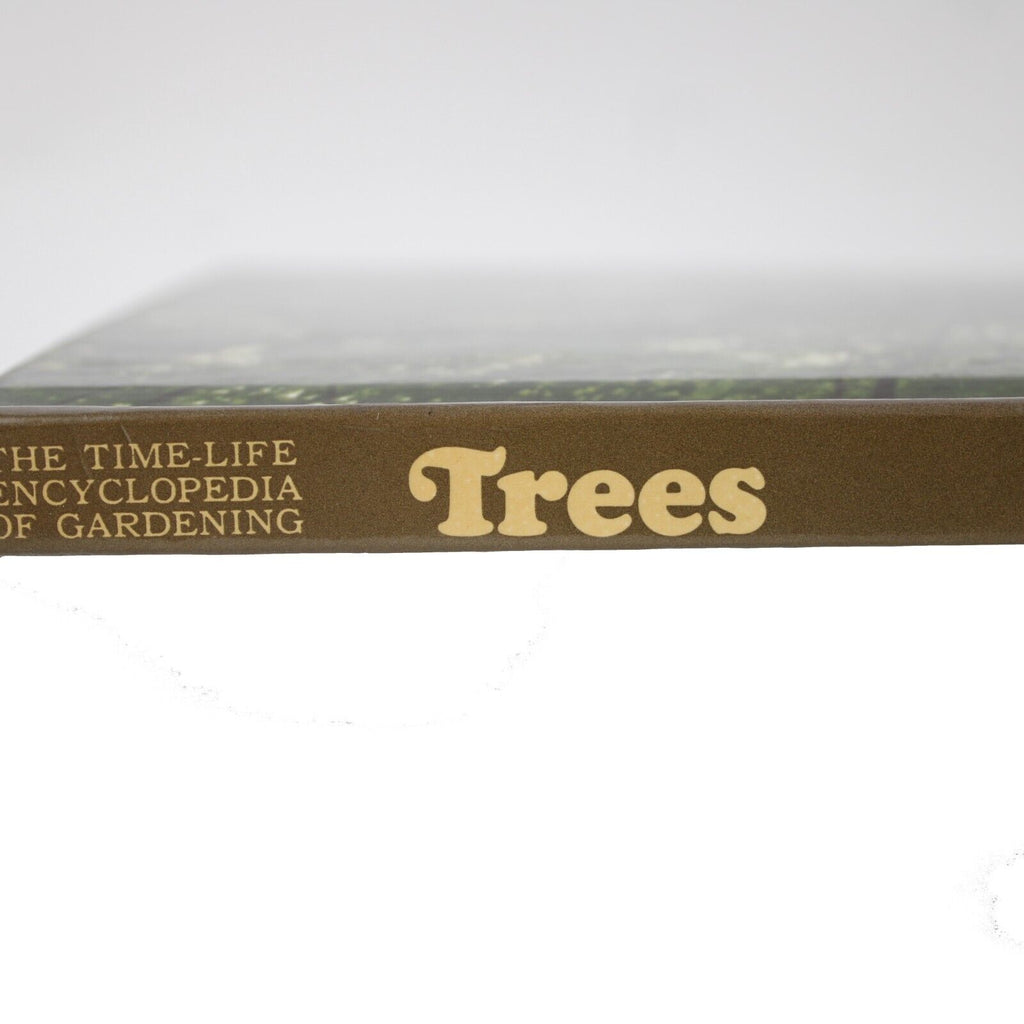 THE TIME-LIFE
ENCYCLOPEDIA
OF GARDENING
Trees